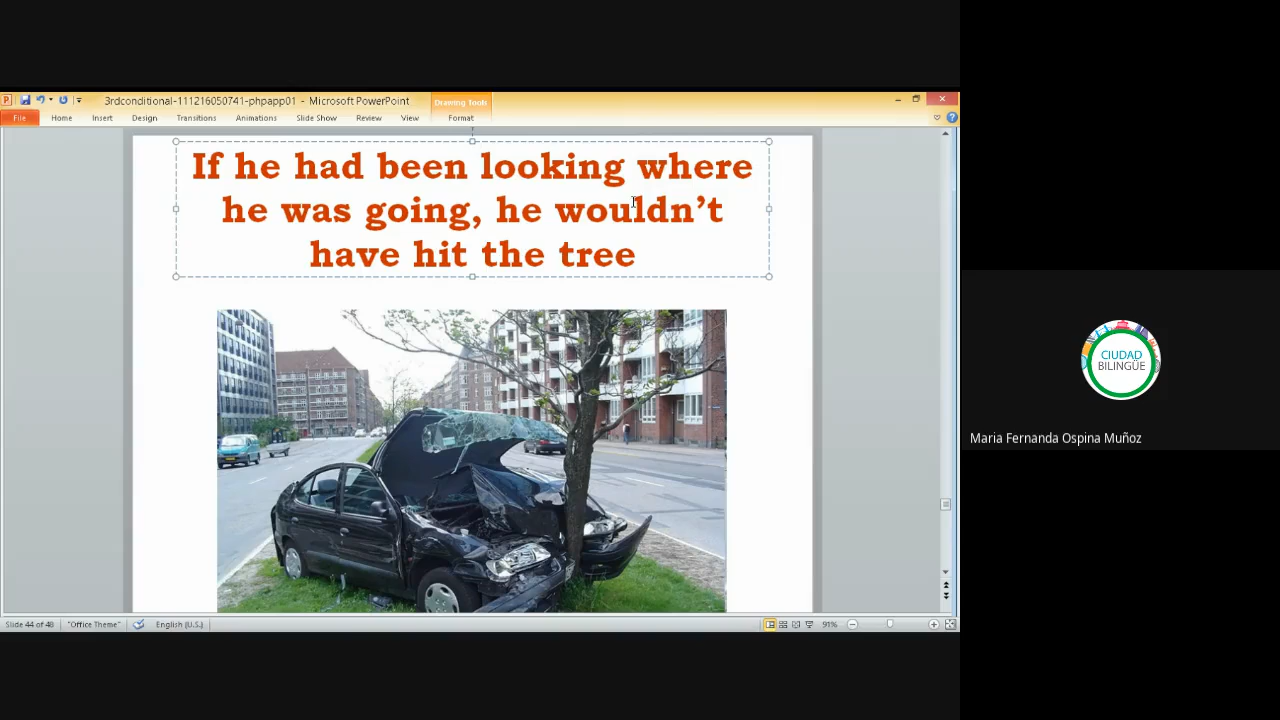 3rdconditional-111216050741-phpapp01 - Microsoft PowerPoint
Drawing Tools
File Home Insert Design Transitions Animations Slide Show Review View Format
If he had been looking where
he was going, he wouldn’t
have hit the tree
CIUDAD
BILINGÜE
Maria Fernanda Ospina Muñoz
Slide 44 of 48 "Office Theme" English (U.S.) 91%